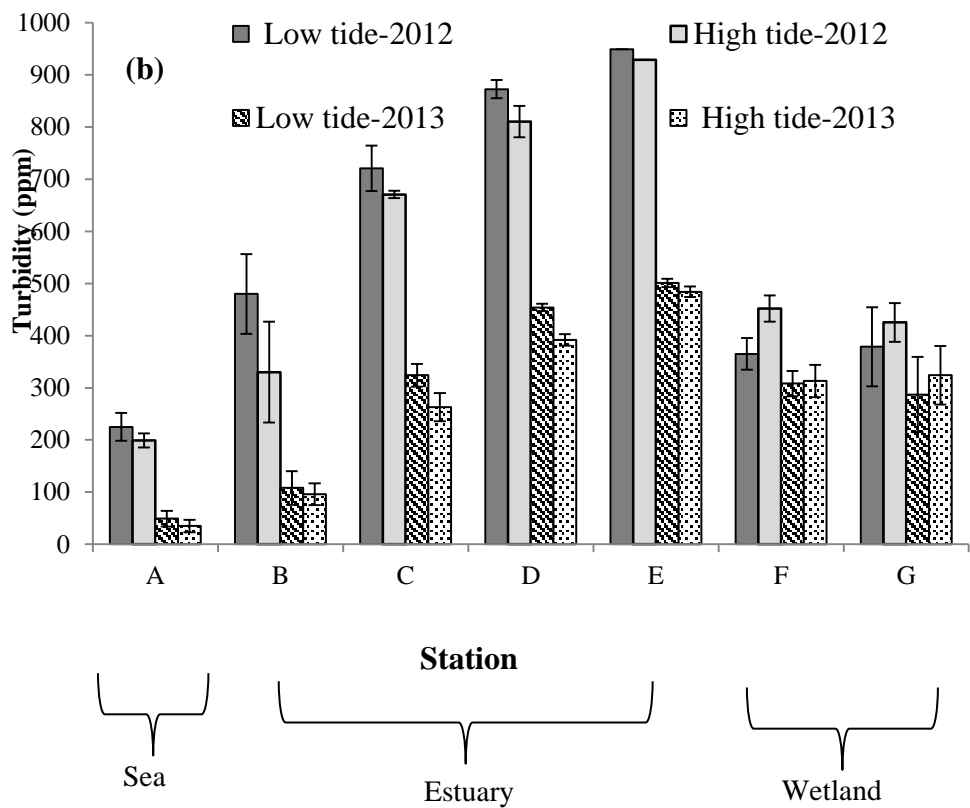 Low tide-2012
High tide-2012
(b)
Low tide-2013
High tide-2013
Turbidity (ppm)
1000
900
800
700
600
500
400
300
200
100
0
A B C D E F G
Station
Sea
Estuary
Wetland